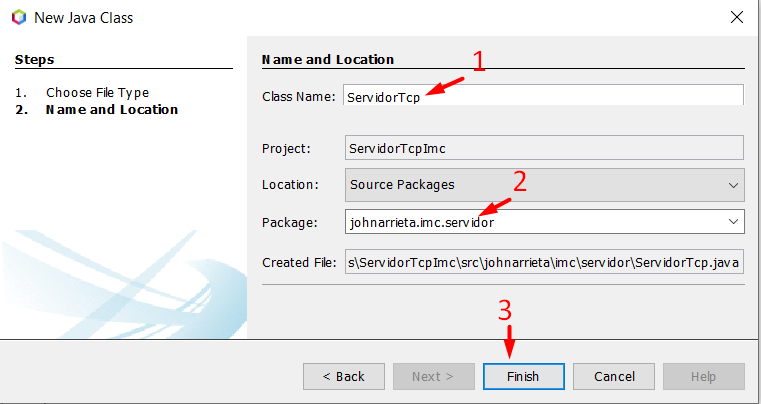 New Java Class
Steps
1. Choose File Type
2. Name and Location
Name and Location
1
Class Name: ServidorTcp
Project: ServidorTcpImc
Location: Source Packages
2
Package: johnarrieta.imc.servidor
Created File: s\ServidorTcpImc\src\johnarrieta\imc\servidor\ServidorTcp.java
3
< Back Next > Finish Cancel Help